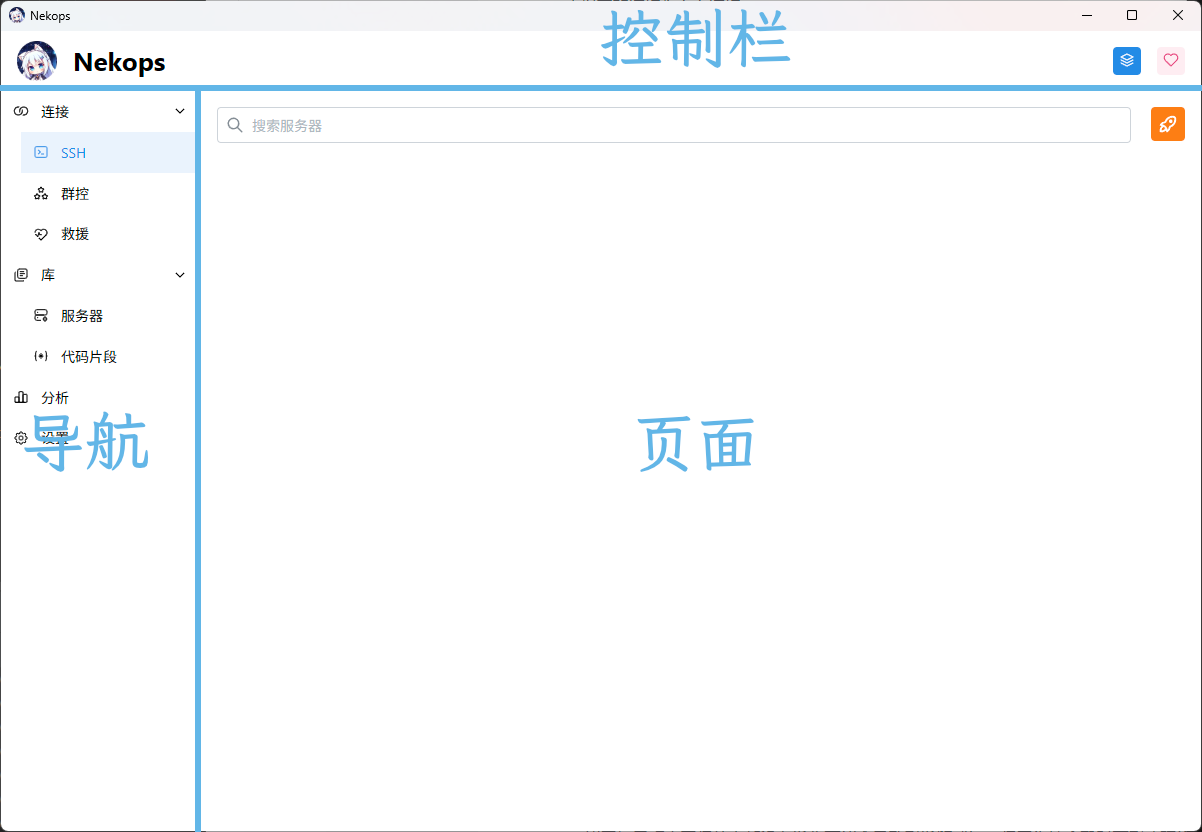 Nekops
控制栏
Nekops
连接
搜索服务器
SSH
群控
救援
库
服务器
代码片段
分析
设置
导航
页面